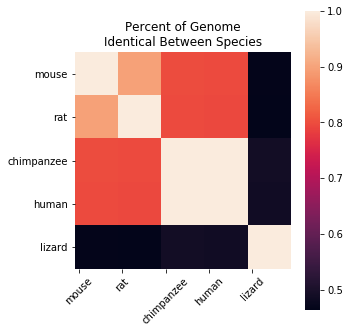 Percent of Genome
Identical Between Species
mouse
rat
chimpanzee
human
lizard
mouse
rat
chimpanzee
human
lizard
1.0
0.9
0.8
0.7
0.6
0.5